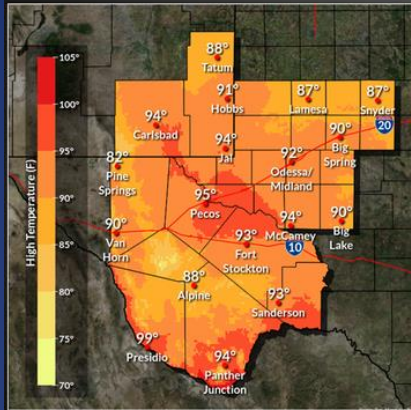 105°
100°
95°
90°
85°
80°
75°
70°
High Temperature (F)
88°
Tatum
91°
Hobbs
87°
Lamesa
87°
Snyder
20
94°
Carlsbad
94°
Jal
90°
Big
Spring
82°
Pine
Springs
92°
Odessa/
Midland
95°
Pecos
90°
Van
Horn
93°
Fort
Stockton
94°
McCamey
10
90°
Big
Lake
88°
Alpine
93°
Sanderson
99°
Presidio
94°
Panther
Junction